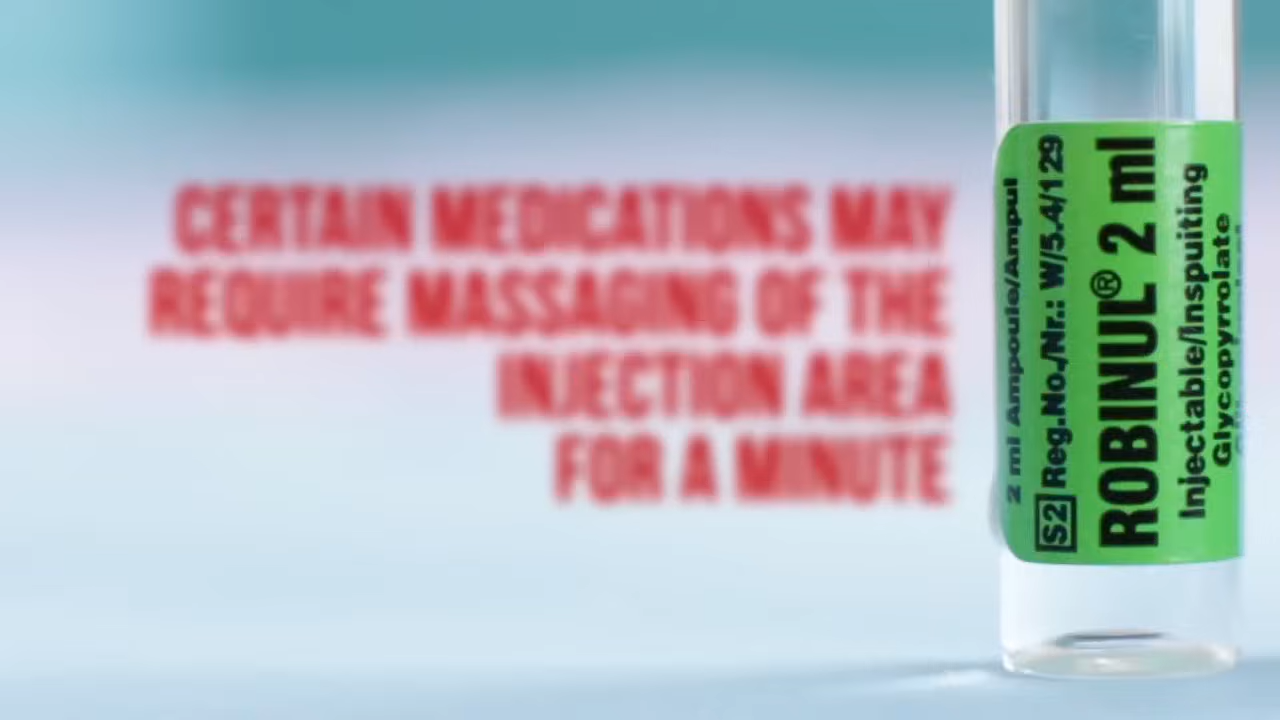 CERTAIN MEDICATIONS MAY
REQUIRE MASSAGING OF THE
INJECTION AREA
FOR A MINUTE
2 ml Ampoule/Ampul
S2 Reg.No./Nr.: W/5.4/129
ROBINUL® 2 ml
Injectable/Inspuiting
Glycopyrrolate